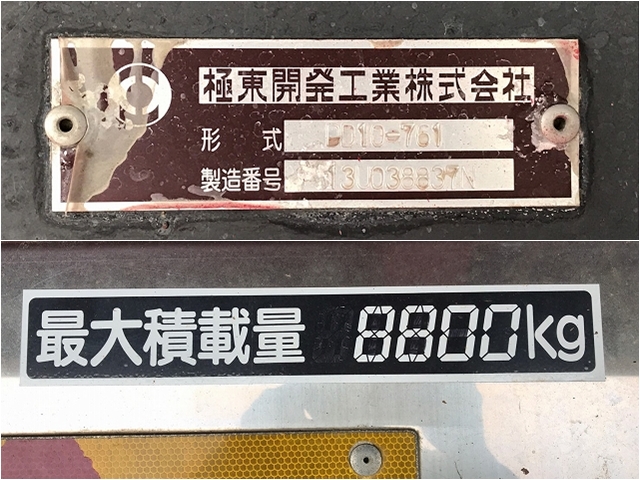 極東開発工業株式会社
形式
製造番号
最大積載量 8800kg